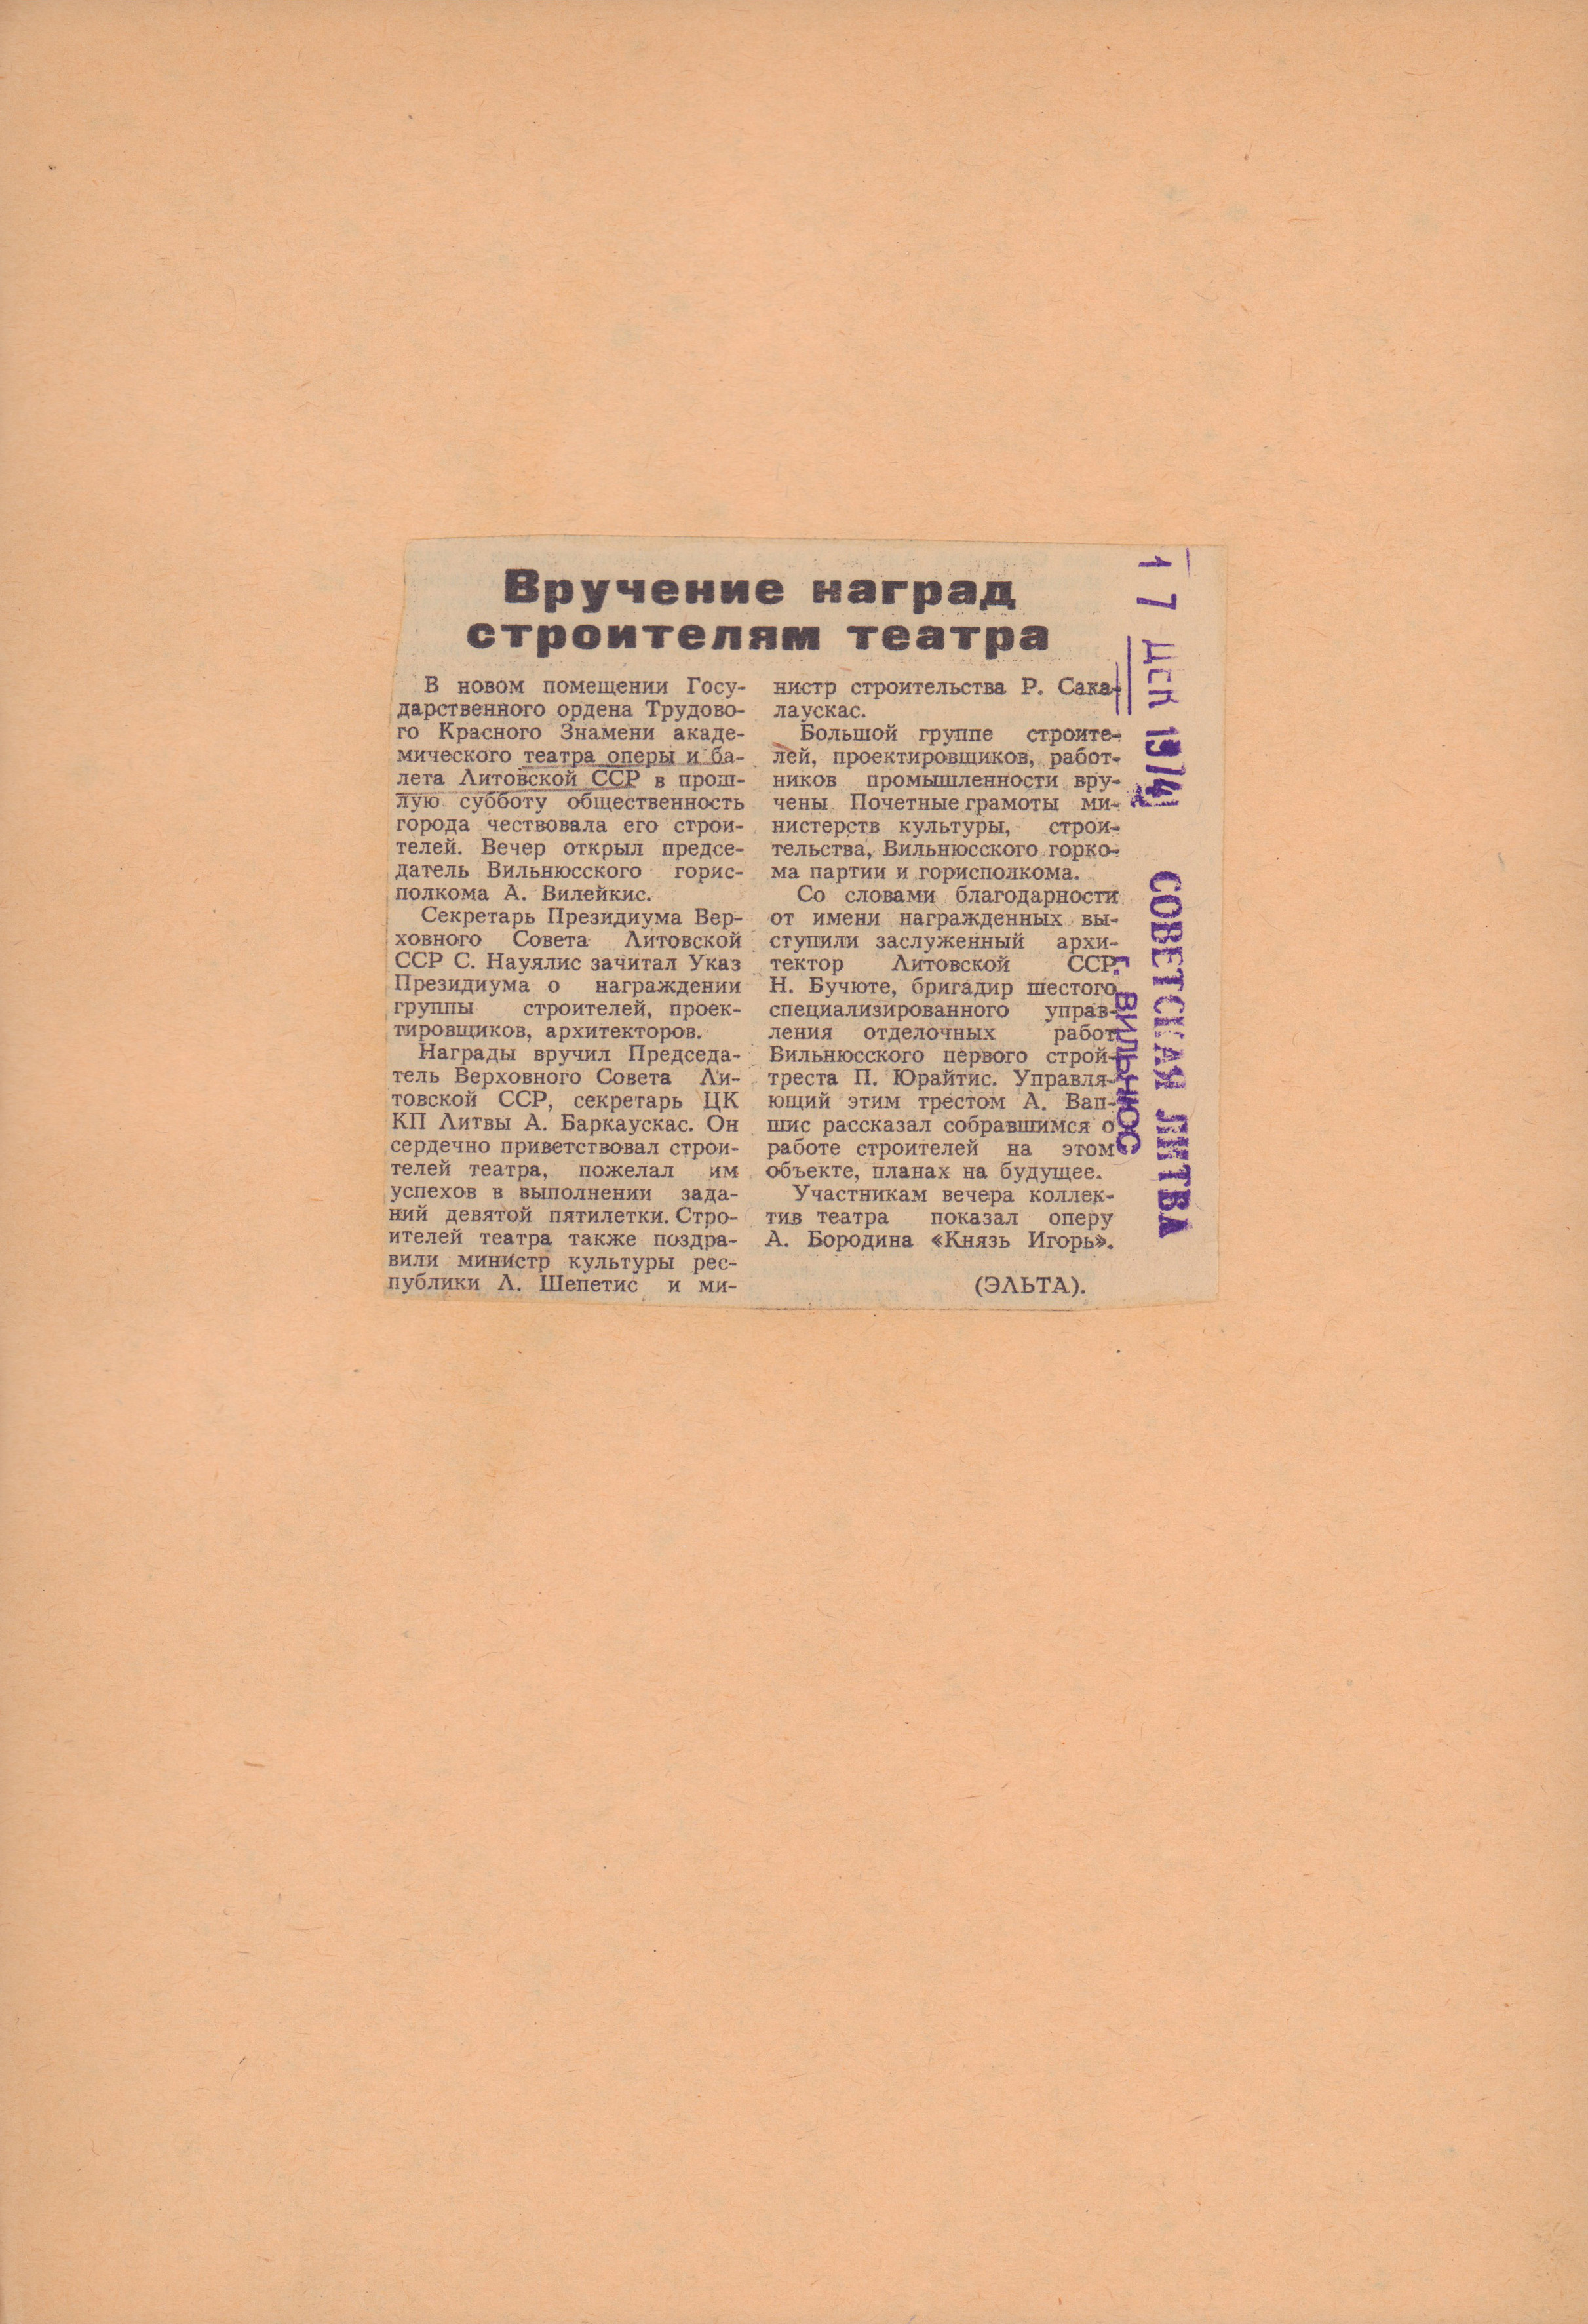 Вручение наград
строителям театра
В новом помещении Госу-
дарственного ордена Трудово-
го Красного Знамени акаде-
мического театра оперы и ба-
лета Литовской ССР в прош-
лую субботу общественность
города чествовала его строи-
телей. Вечер открыл предсе-
датель Вильнюсского горис-
полкома А. Вилейкис.
Секретарь Президиума Вер-
ховного Совета Литовской
ССР С. Науялис зачитал Указ
Президиума о награждении
группы строителей, проек-
тировщиков, архитекторов.
Награды вручил Председа-
тель Верховного Совета Ли-
товской ССР, секретарь ЦК
КП Литвы А. Баркаускас. Он
сердечно приветствовал строи-
телей театра, пожелал им
успехов в выполнении зада-
ний девятой пятилетки. Стро-
ителей театра также поздра-
вили министр культуры рес-
публики Л. Шепетис и ми-
нистр строительства Р. Сака-
лаускас.
Большой группе строите-
лей, проектировщиков, работ-
ников промышленности вру-
чены Почетные грамоты ми-
нистерств культуры, строи-
тельства, Вильнюсского горко-
ма партии и горисполкома.
Со словами благодарности
от имени награжденных вы-
ступили заслуженный архи-
тектор Литовской ССР
Н. Бучюте, бригадир шестого
специализированного управ-
ления отделочных работ
Вильнюсского первого строй-
треста П. Юрайтис. Управля-
ющий этим трестом А. Вап-
шис рассказал собравшимся о
работе строителей на этом
объекте, планах на будущее.
Участникам вечера коллек-
тив театра показал оперу
А. Бородина «Князь Игорь».
(ЭЛЬТА).
17 ДЕК 1974
СОВЕТСКАЯ ЛИТВА
Г. ВИЛЬНЮС